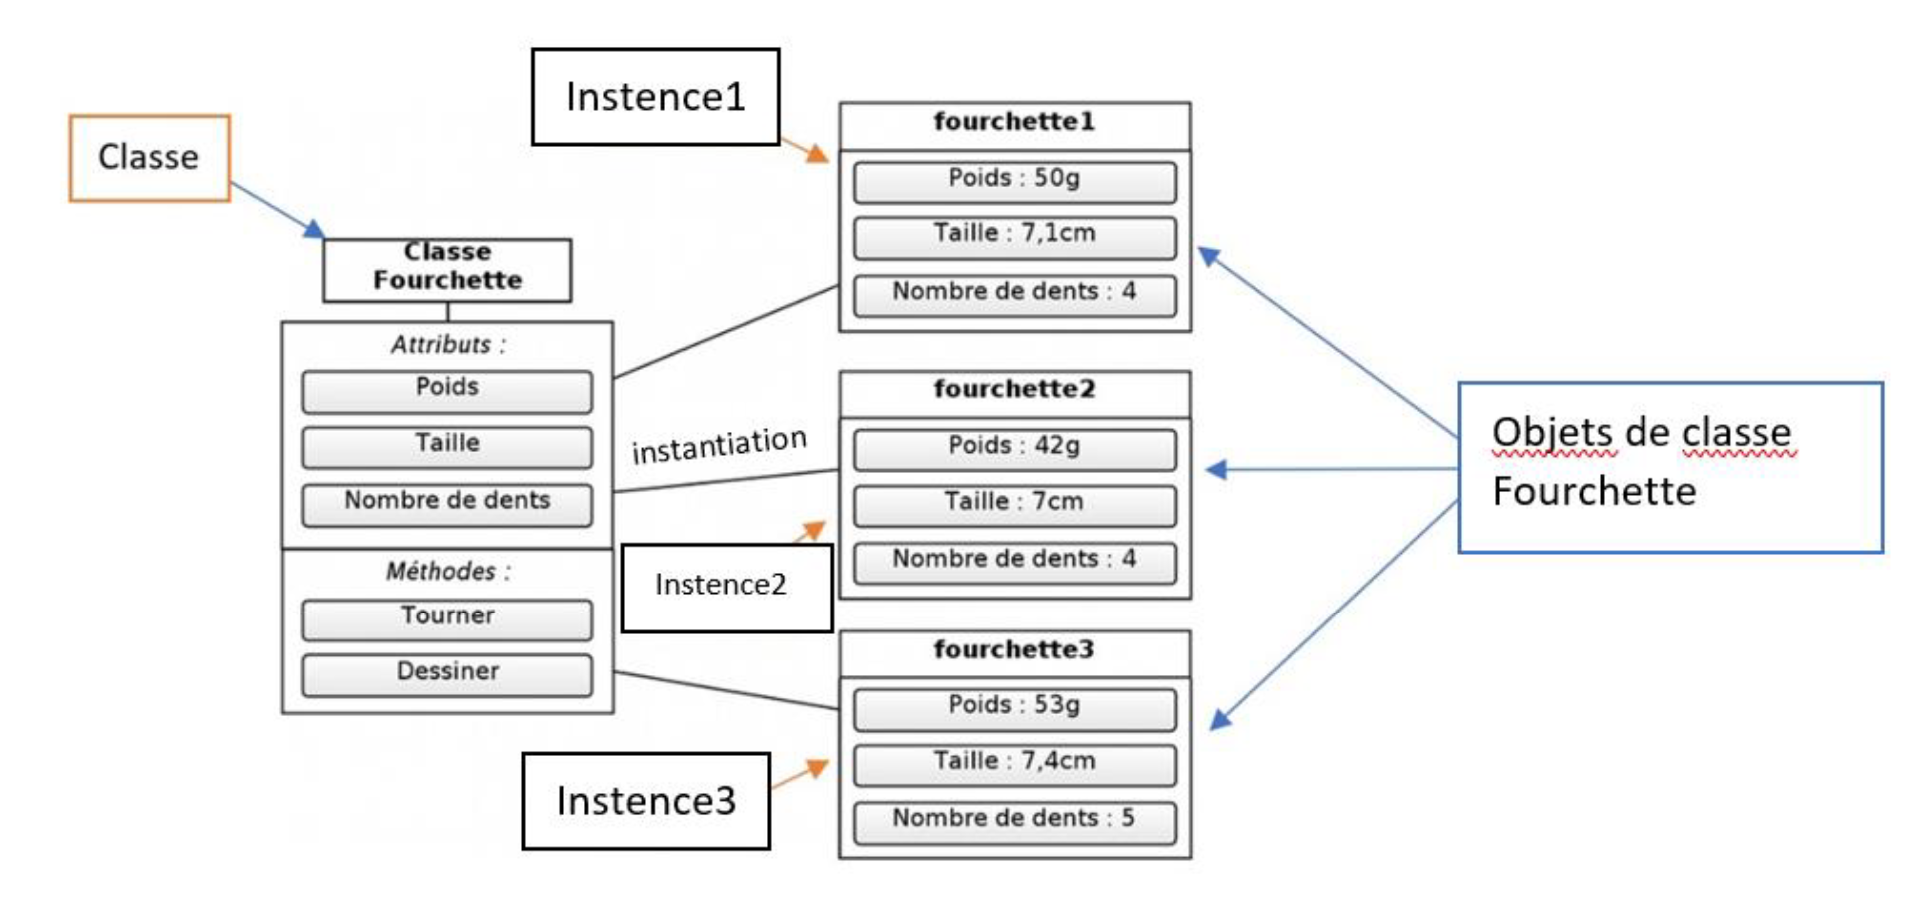 Classe
Classe
Fourchette
Attributs :
Poids
Taille
Nombre de dents
Méthodes :
Tourner
Dessiner
instantiation
Instence1
fourchette1
Poids : 50g
Taille : 7,1cm
Nombre de dents : 4
Instence2
fourchette2
Poids : 42g
Taille : 7cm
Nombre de dents : 4
Instence3
fourchette3
Poids : 53g
Taille : 7,4cm
Nombre de dents : 5
Objets de classe
Fourchette